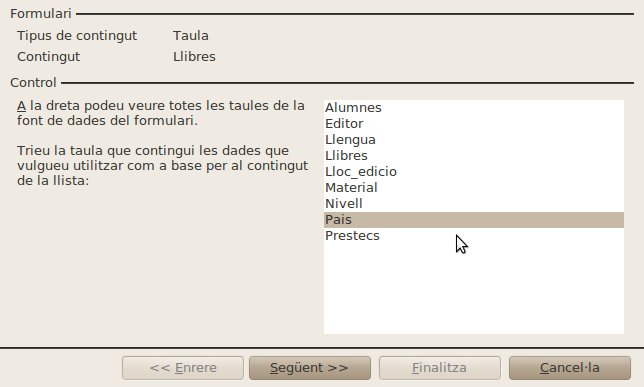 Formulari
Tipus de contingut Taula
Contingut Llibres
Control
A la dreta podeu veure totes les taules de la
font de dades del formulari.
Trieu la taula que contingui les dades que
vulgueu utilitzar com a base per al contingut
de la llista:
Alumnes
Editor
Llengua
Llibres
Lloc_edicio
Material
Nivell
Pais
Prestecs
<< Enrere
Següent >>
Finalitza
Cancel·la